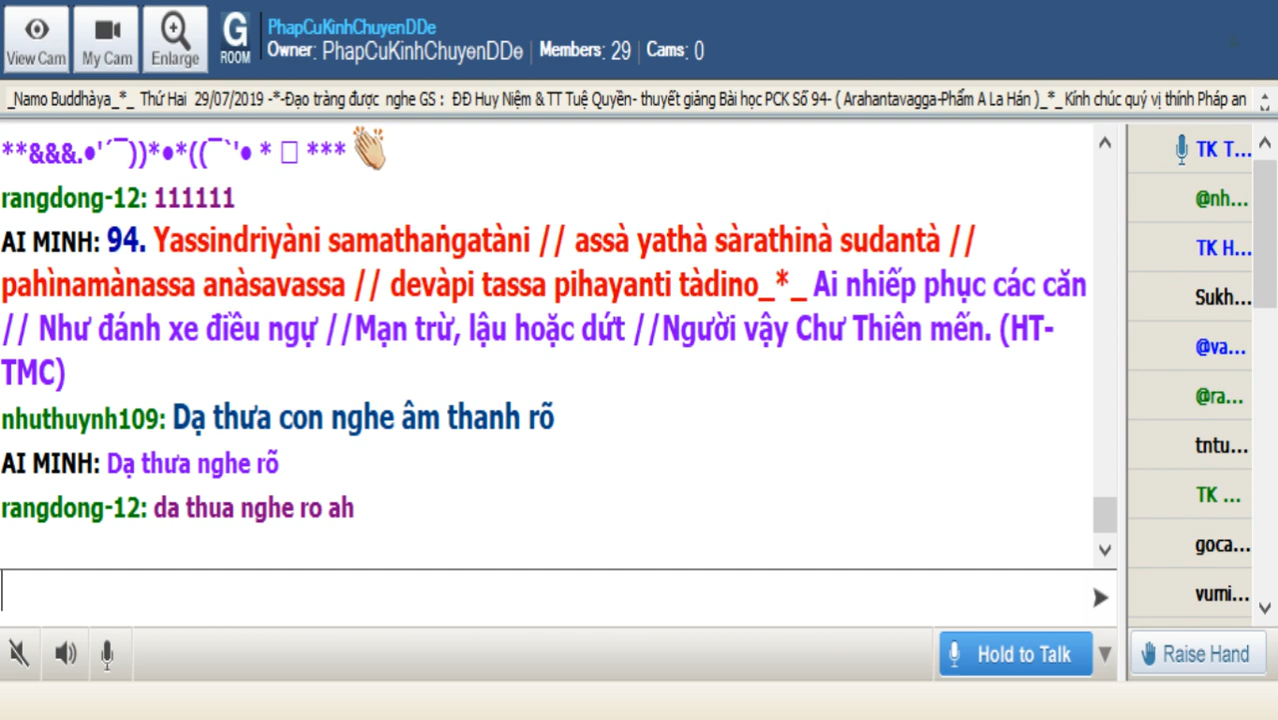 View Cam
My Cam
Enlarge
G
ROOM
PhapCuKinhChuyenDDe
Owner: PhapCuKinhChuyenDDe | Members: 29 | Cams: 0
_Namo Buddhàya_*_ Thứ Hai 29/07/2019 -*-Đạo tràng được nghe GS : ĐĐ Huy Niệm & TT Tuệ Quyền- thuyết giảng Bài học PCK Số 94- ( Arahantavagga-Phẩm A La Hán )_*_ Kính chúc quý vị thính Pháp an
**&&&.•'´¯))*•*((¯`'• * □ *** 👏
rangdong-12: 111111
AI MINH: 94. Yassindriyàni samathaṅgatàni // assà yathà sàrathinà sudantà //
pahìnamànassa anàsavassa // devàpi tassa pihayanti tàdino_*_ Ai nhiếp phục các căn
// Như đánh xe điều ngự //Mạn trừ, lậu hoặc dứt //Người vậy Chư Thiên mến. (HT-
TMC)
nhuthuynh109: Dạ thưa con nghe âm thanh rõ
AI MINH: Dạ thưa nghe rõ
rangdong-12: da thua nghe ro ah
TK T...
@nh...
TK H...
Sukh...
@va...
@ra...
tntu...
TK ...
goca...
vumi...
Hold to Talk
Raise Hand